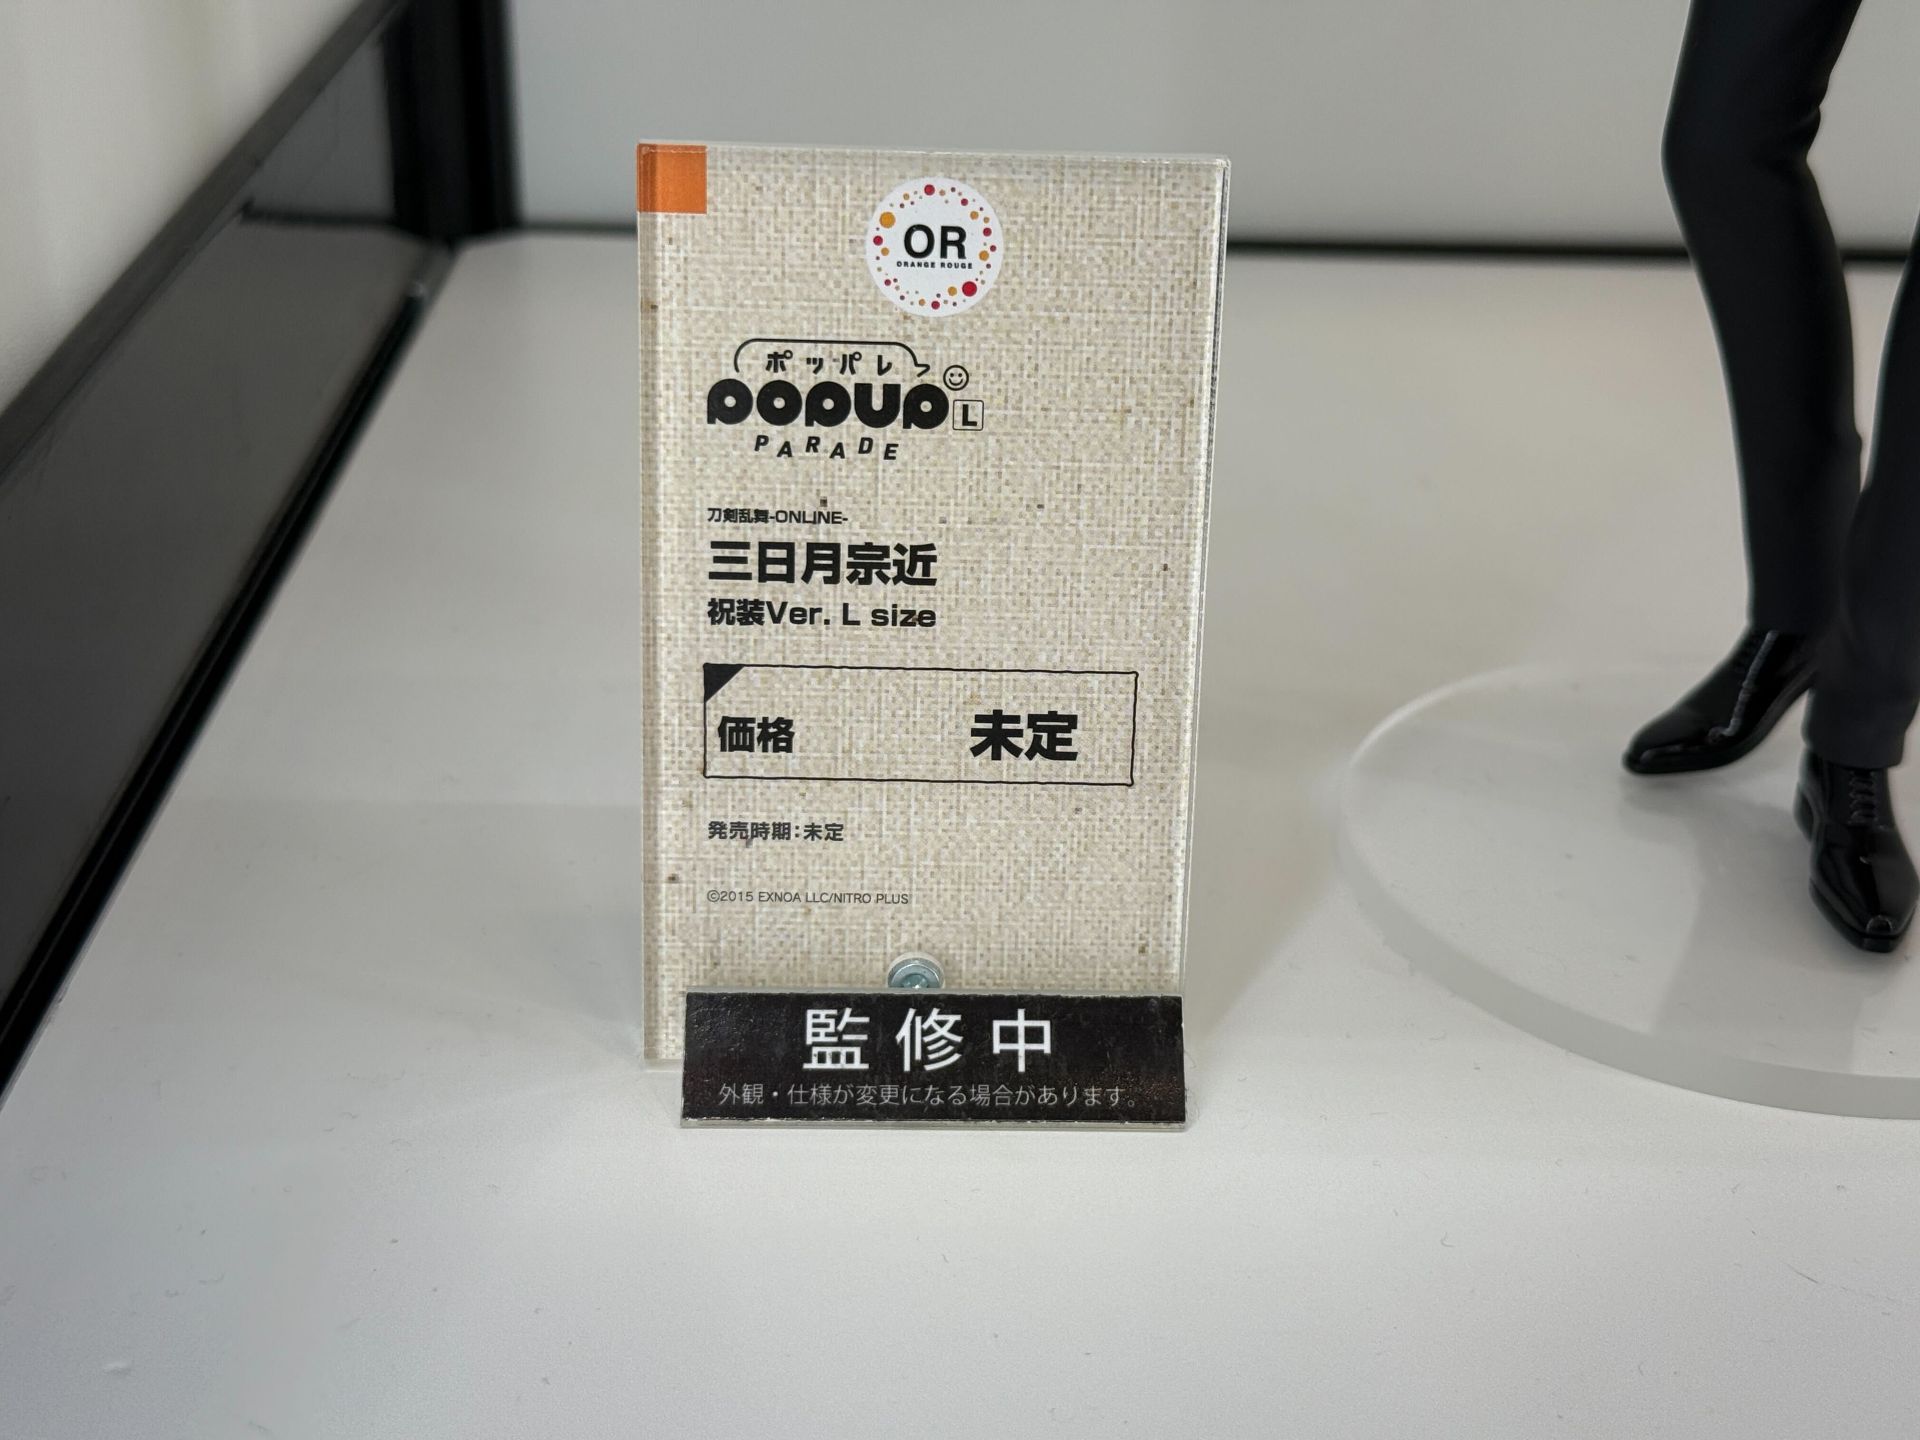 OR
ORANGE ROUGE
ポッパレ
POPUP L
PARADE
刀剣乱舞-ONLINE-
三日月宗近
祝装Ver. L size
価格 未定
発売時期：未定
©2015 EXNOA LLC/NITRO PLUS
監修中
外観・仕様が変更になる場合があります。